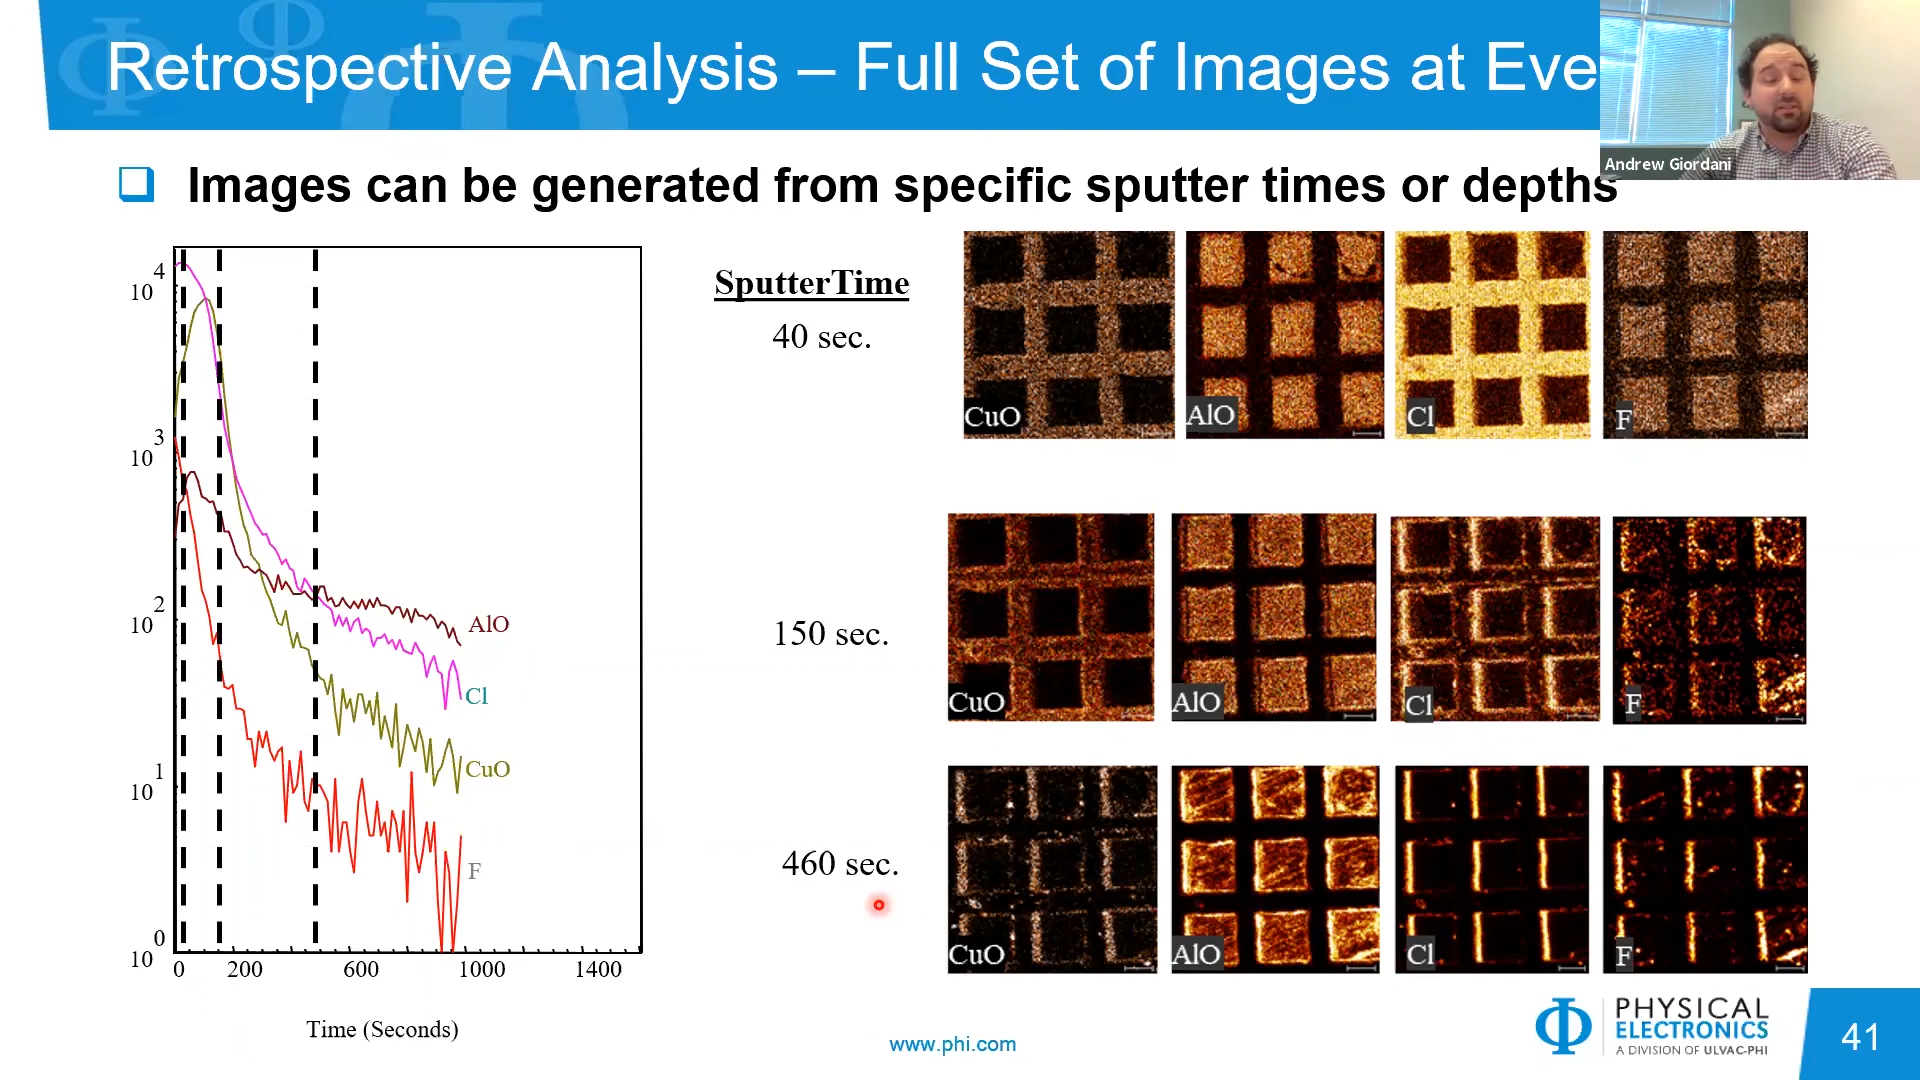 Retrospective Analysis – Full Set of Images at Eve
Andrew Giordani
Images can be generated from specific sputter times or depths
10 4
10 3
10 2
10 1
10 0
AlO
Cl
CuO
F
0 200 600 1000 1400
Time (Seconds)
SputterTime
40 sec.
CuO AlO Cl F
150 sec.
CuO AlO Cl F
460 sec.
CuO AlO Cl F
www.phi.com
PHYSICAL
ELECTRONICS
A DIVISION OF ULVAC-PHI
41